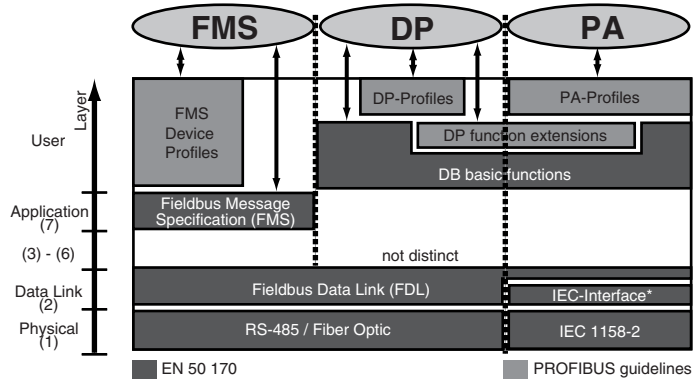 FMS
DP
PA
Layer
User
FMS
Device
Profiles
DP-Profiles
PA-Profiles
DP function extensions
DB basic functions
Application
(7)
Fieldbus Message
Specification (FMS)
(3) - (6)
not distinct
Data Link
(2)
Fieldbus Data Link (FDL)
IEC-Interface*
Physical
(1)
RS-485 / Fiber Optic
IEC 1158-2
EN 50 170
PROFIBUS guidelines